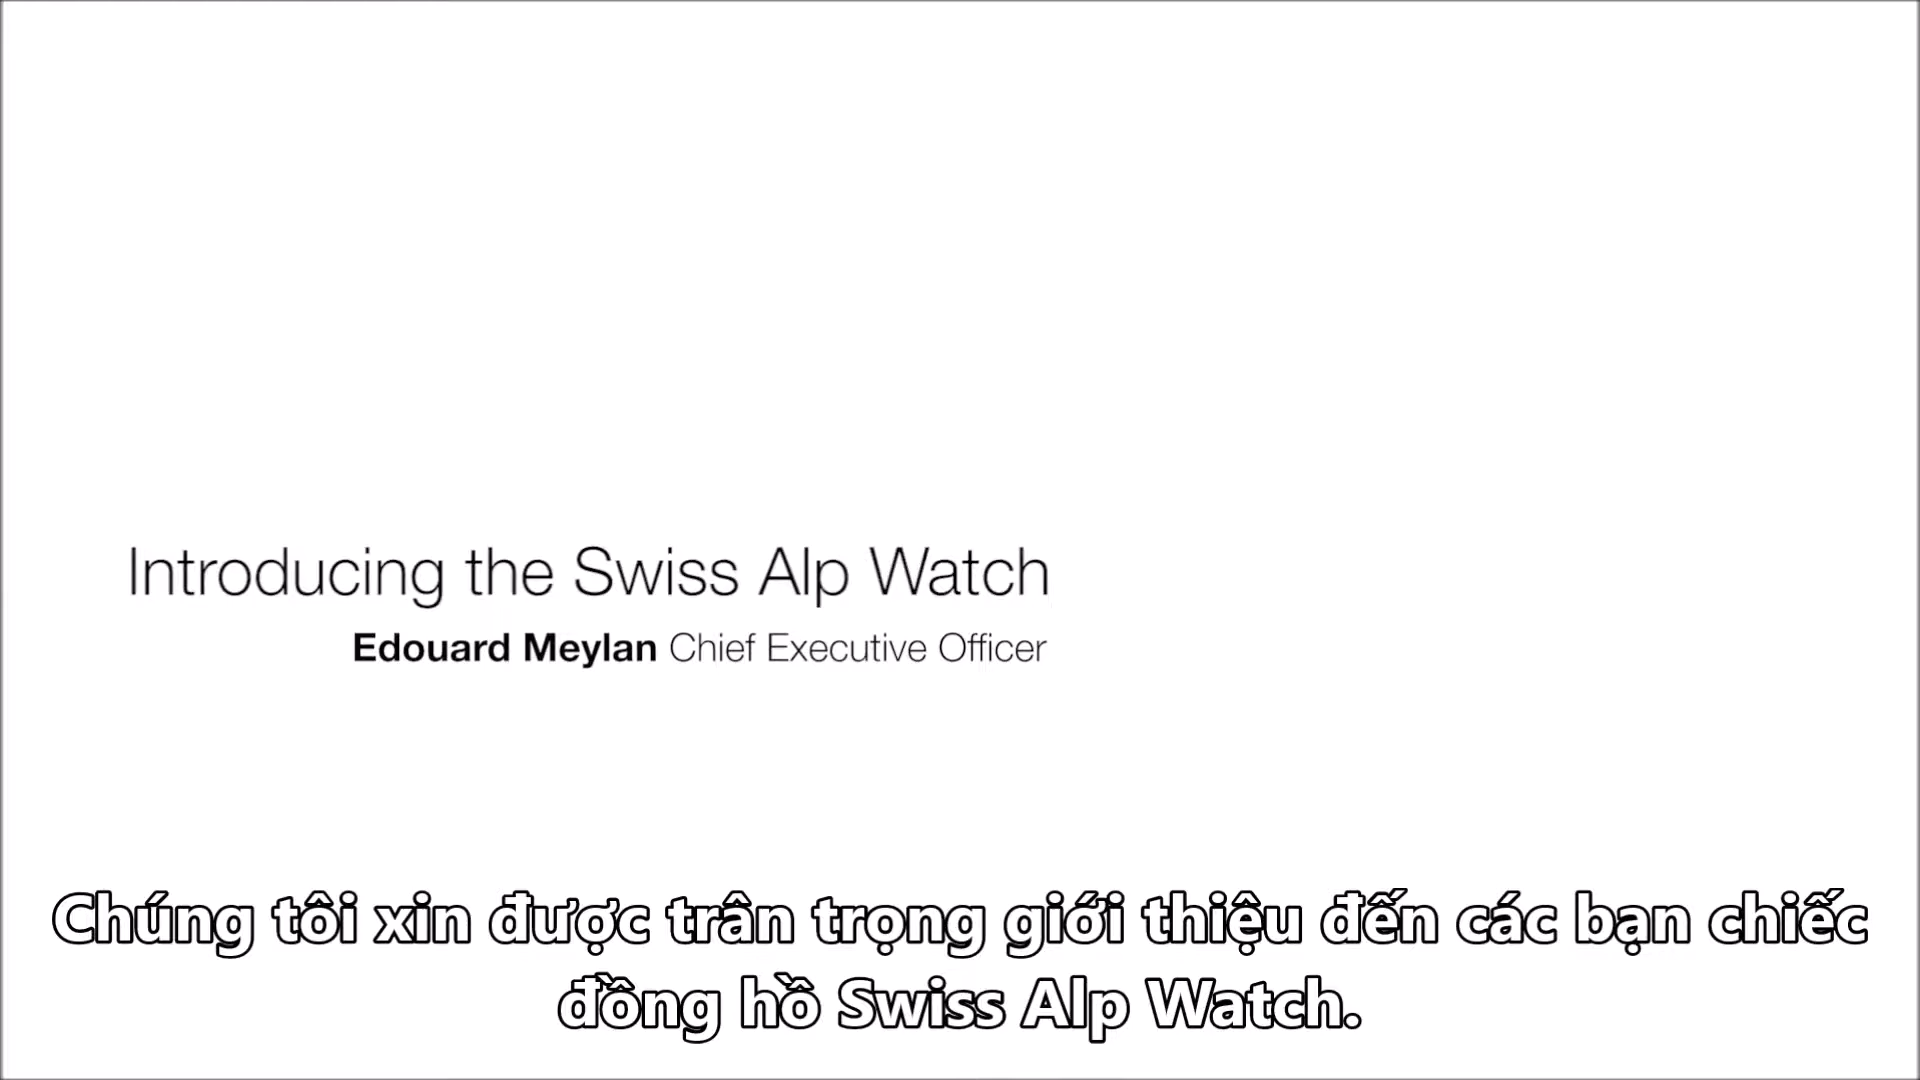 Introducing the Swiss Alp Watch
Edouard Meylan Chief Executive Officer
Chúng tôi xin được trân trọng giới thiệu đến các bạn chiếc
đồng hồ Swiss Alp Watch.